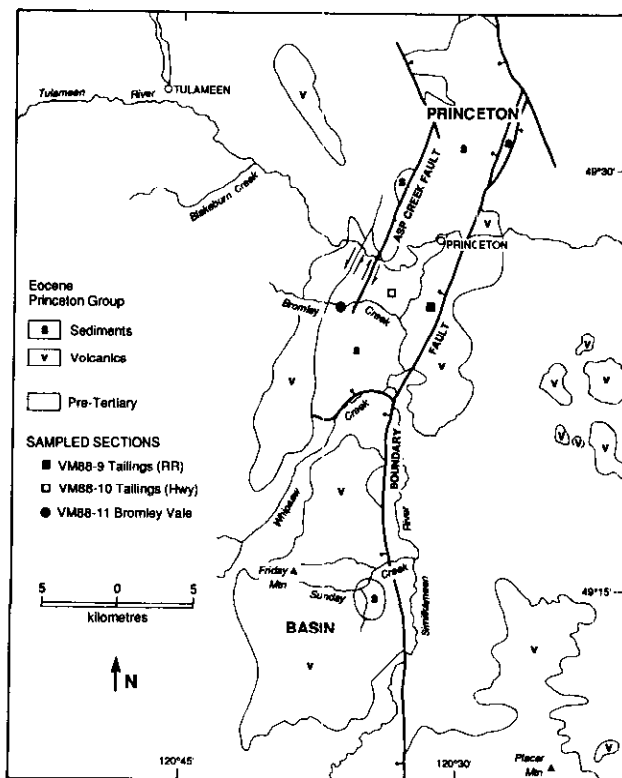 TULAMEEN
Tulameen
River
v
PRINCETON
s
s
49°30'
Blakeburn Creek
s
ASP CREEK FAULT
v
PRINCETON
Eocene
Princeton Group
s Sediments
v Volcanics
Pre-Tertiary
Bromley
Creek
s
v
v
FAULT
v
v
v
v
v
v
SAMPLED SECTIONS
VM88-9 Tailings (RR)
VM88-10 Tailings (Hwy)
VM88-11 Bromley Vale
Creek
Whipsaw
BOUNDARY
v
River
Similkameen
Friday
Mtn
Creek
Sunday
s
49°15'
5 0 5
kilometres
BASIN
v
v
N
v
120°45'
120°30'
Placer
Mtn